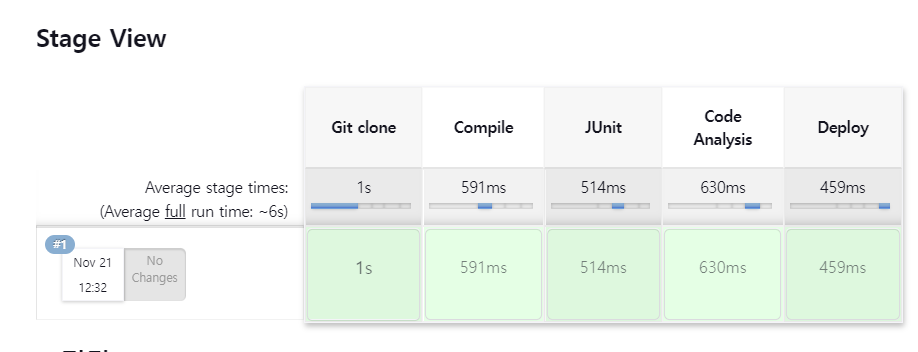 Stage View
Git clone
Compile
JUnit
Code
Analysis
Deploy
Average stage times:
(Average full run time: ~6s)
1s
591ms
514ms
630ms
459ms
#1
Nov 21
12:32
No
Changes
1s
591ms
514ms
630ms
459ms